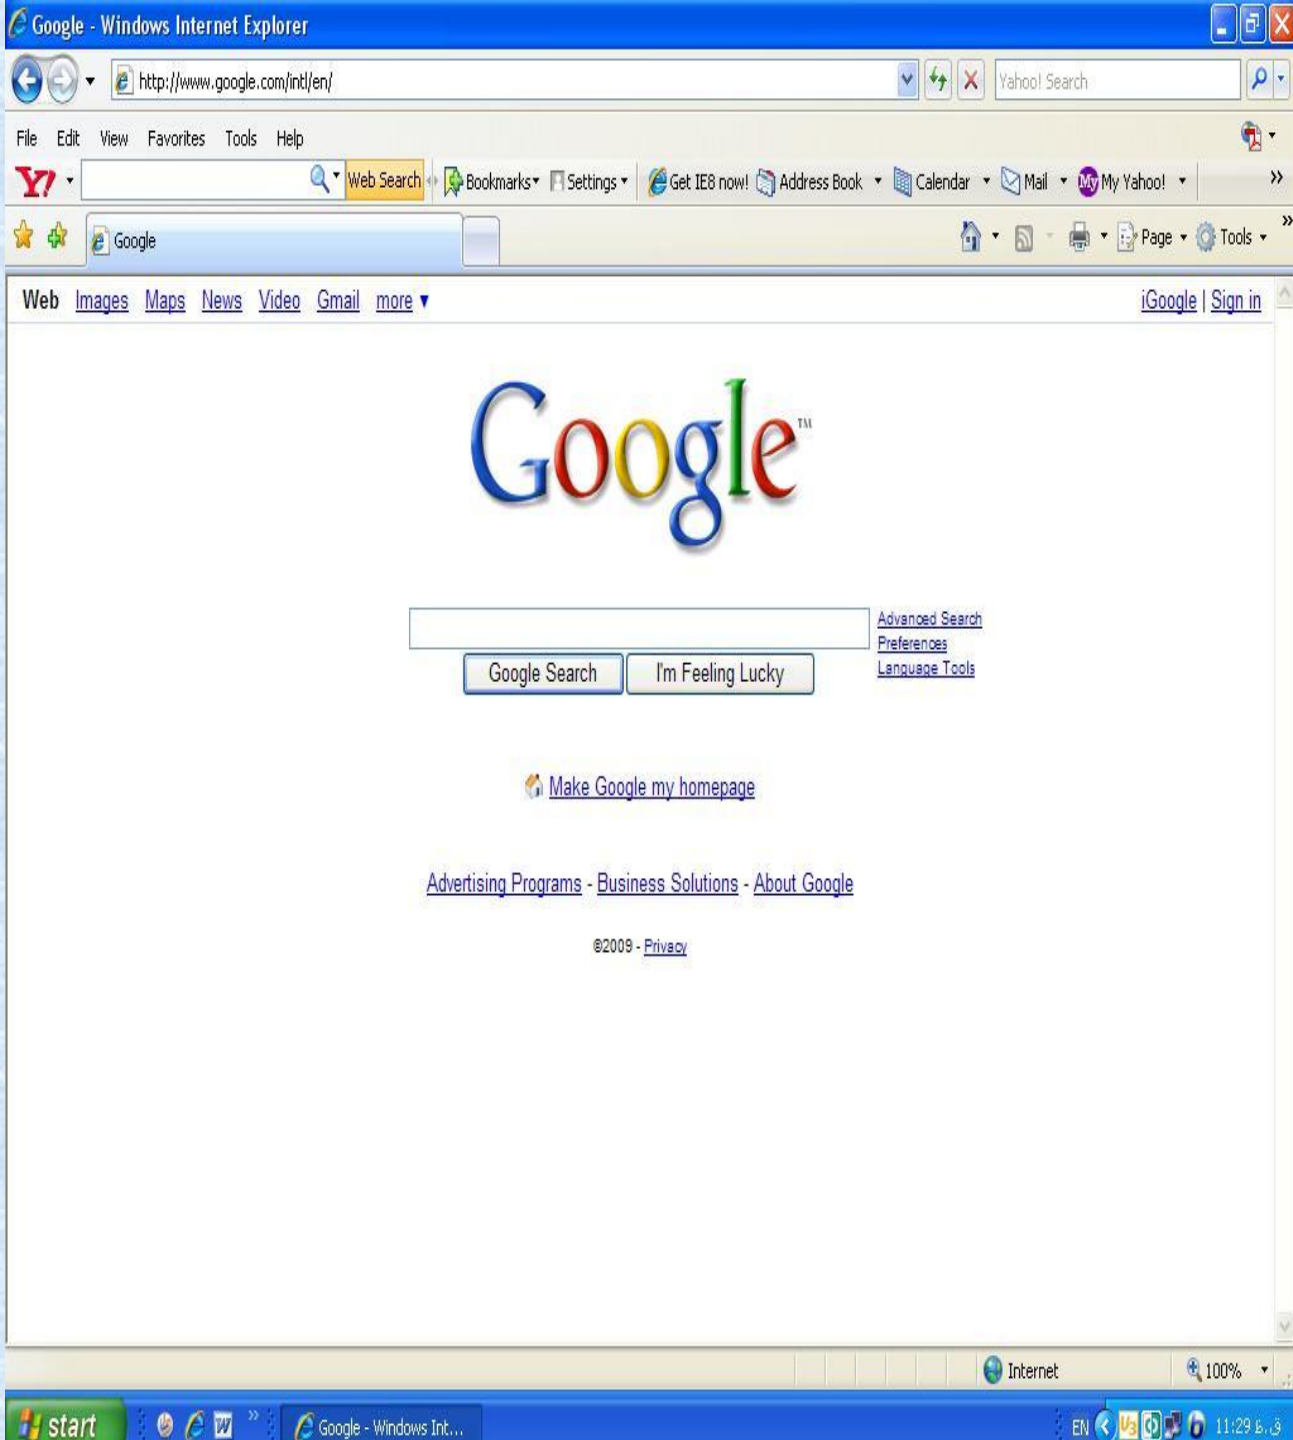 Google - Windows Internet Explorer
http://www.google.com/intl/en/ Yahoo! Search
File Edit View Favorites Tools Help
Y! Web Search Bookmarks Settings Get IE8 now! Address Book Calendar Mail My My Yahoo! »
Google Page Tools »
Web Images Maps News Video Gmail more iGoogle | Sign in
Google™
Advanced Search
Preferences
Google Search I'm Feeling Lucky Language Tools
Make Google my homepage
Advertising Programs - Business Solutions - About Google
©2009 - Privacy
Internet 100%
start W » Google - Windows Int... EN U3 11:29 ق.ظ